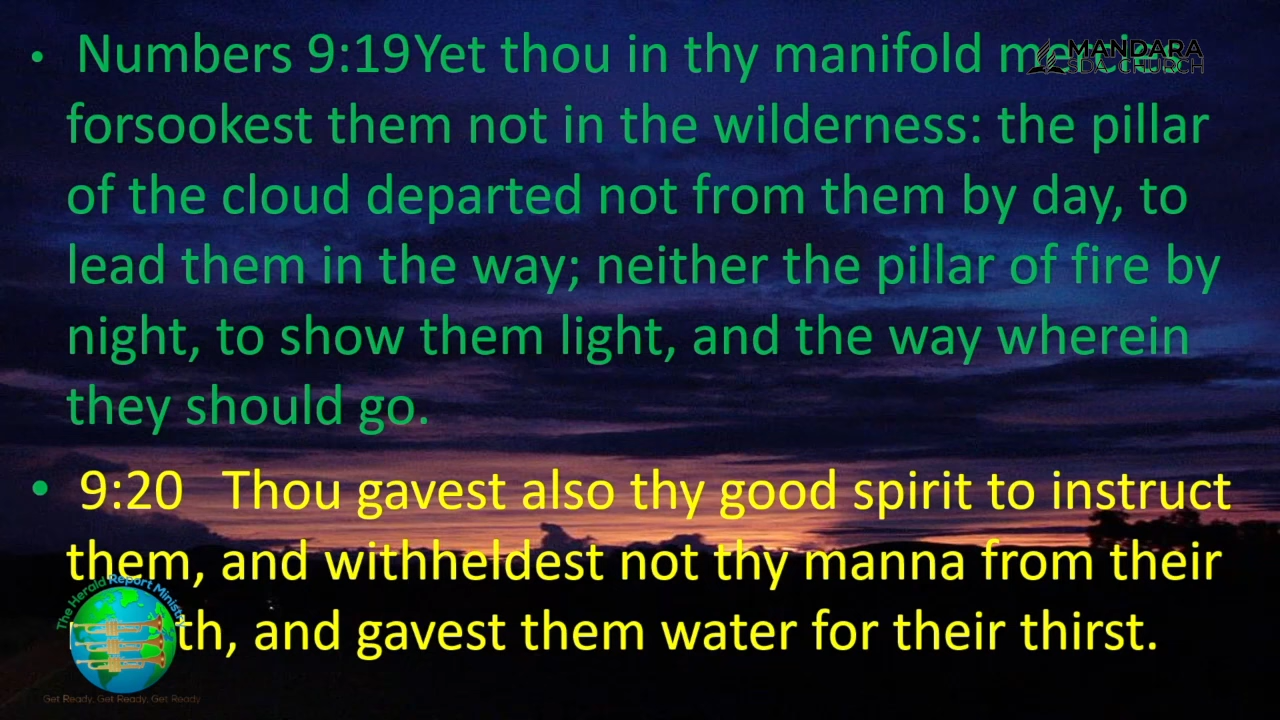 • Numbers 9:19Yet thou in thy manifold
MANDARA
SDA CHURCH
forsookest them not in the wilderness: the pillar
of the cloud departed not from them by day, to
lead them in the way; neither the pillar of fire by
night, to show them light, and the way wherein
they should go.
• 9:20 Thou gavest also thy good spirit to instruct
them, and withheldest not thy manna from their
th, and gavest them water for their thirst.
The Herald Report Ministry
Get Ready, Get Ready, Get Ready